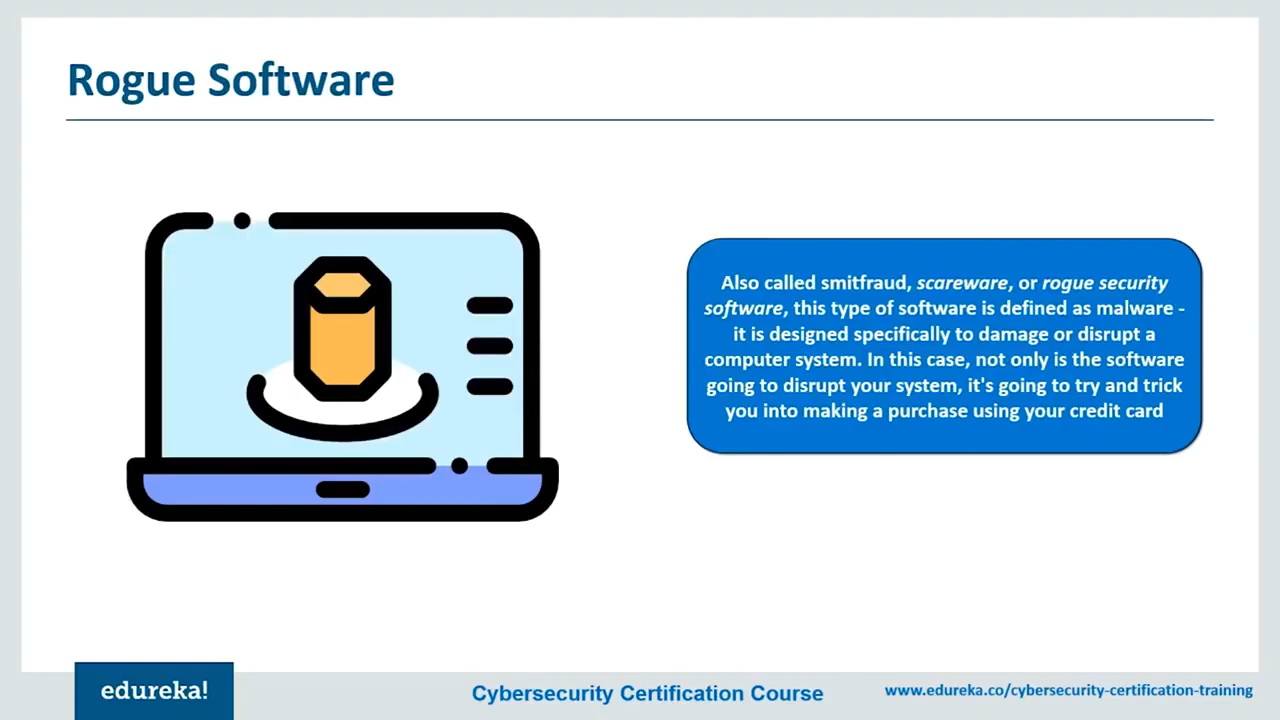 Rogue Software
Also called smitfraud, scareware, or rogue security
software, this type of software is defined as malware -
it is designed specifically to damage or disrupt a
computer system. In this case, not only is the software
going to disrupt your system, it's going to try and trick
you into making a purchase using your credit card
edureka!
Cybersecurity Certification Course
www.edureka.co/cybersecurity-certification-training